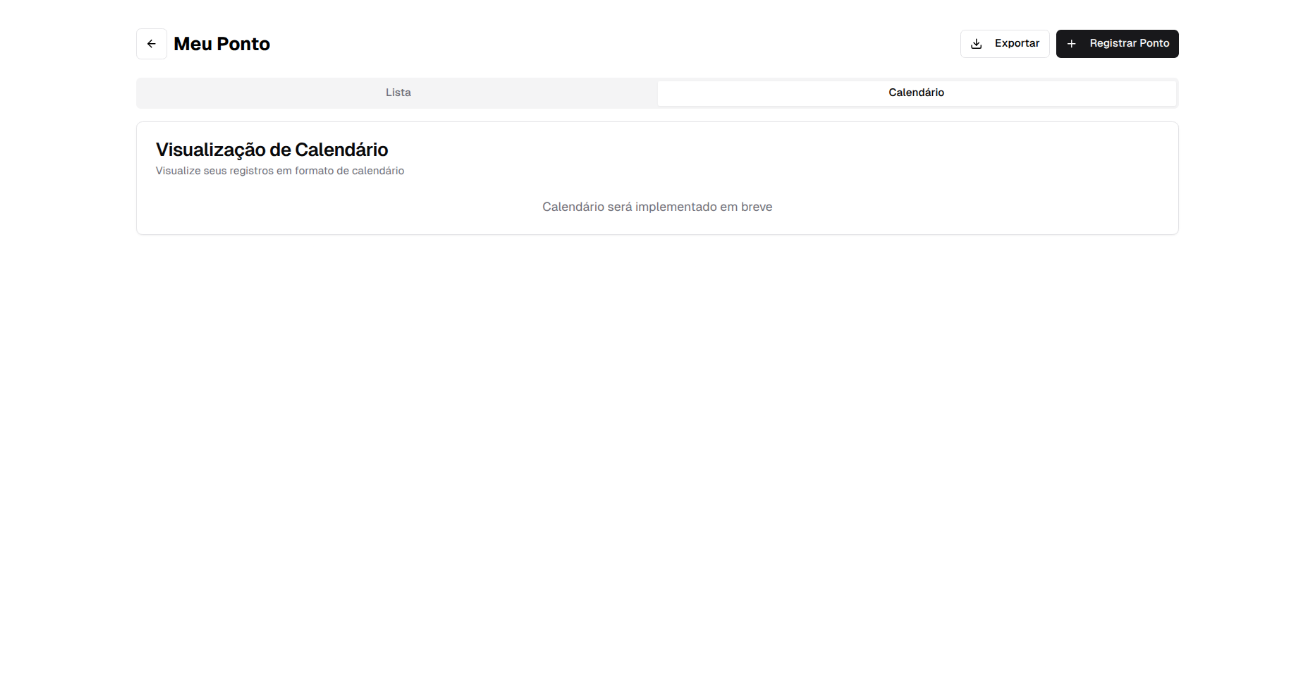 Meu Ponto
Exportar
Registrar Ponto
Lista
Calendário
Visualização de Calendário
Visualize seus registros em formato de calendário
Calendário será implementado em breve